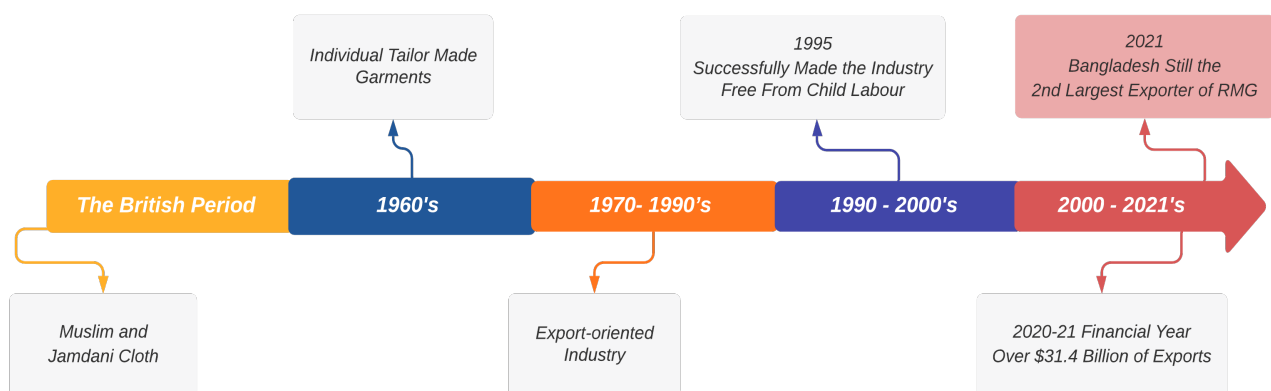 Individual Tailor Made
Garments
1995
Successfully Made the Industry
Free From Child Labour
2021
Bangladesh Still the
2nd Largest Exporter of RMG
The British Period
1960's
1970- 1990’s
1990 - 2000's
2000 - 2021's
Muslim and
Jamdani Cloth
Export-oriented
Industry
2020-21 Financial Year
Over $31.4 Billion of Exports